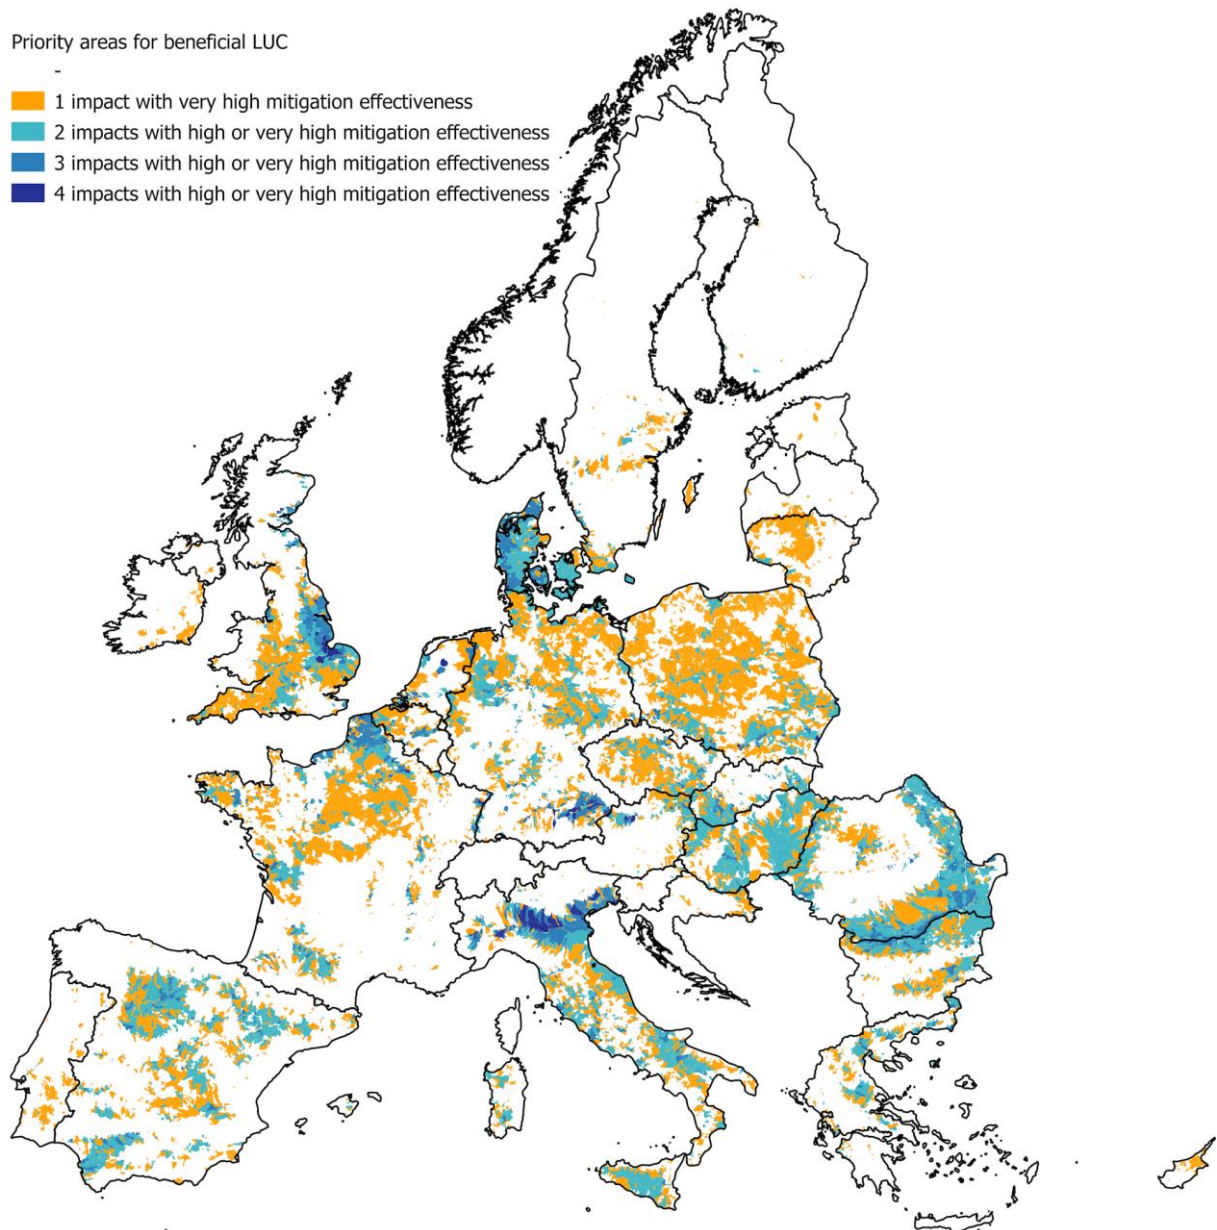 Priority areas for beneficial LUC
-
1 impact with very high mitigation effectiveness
2 impacts with high or very high mitigation effectiveness
3 impacts with high or very high mitigation effectiveness
4 impacts with high or very high mitigation effectiveness